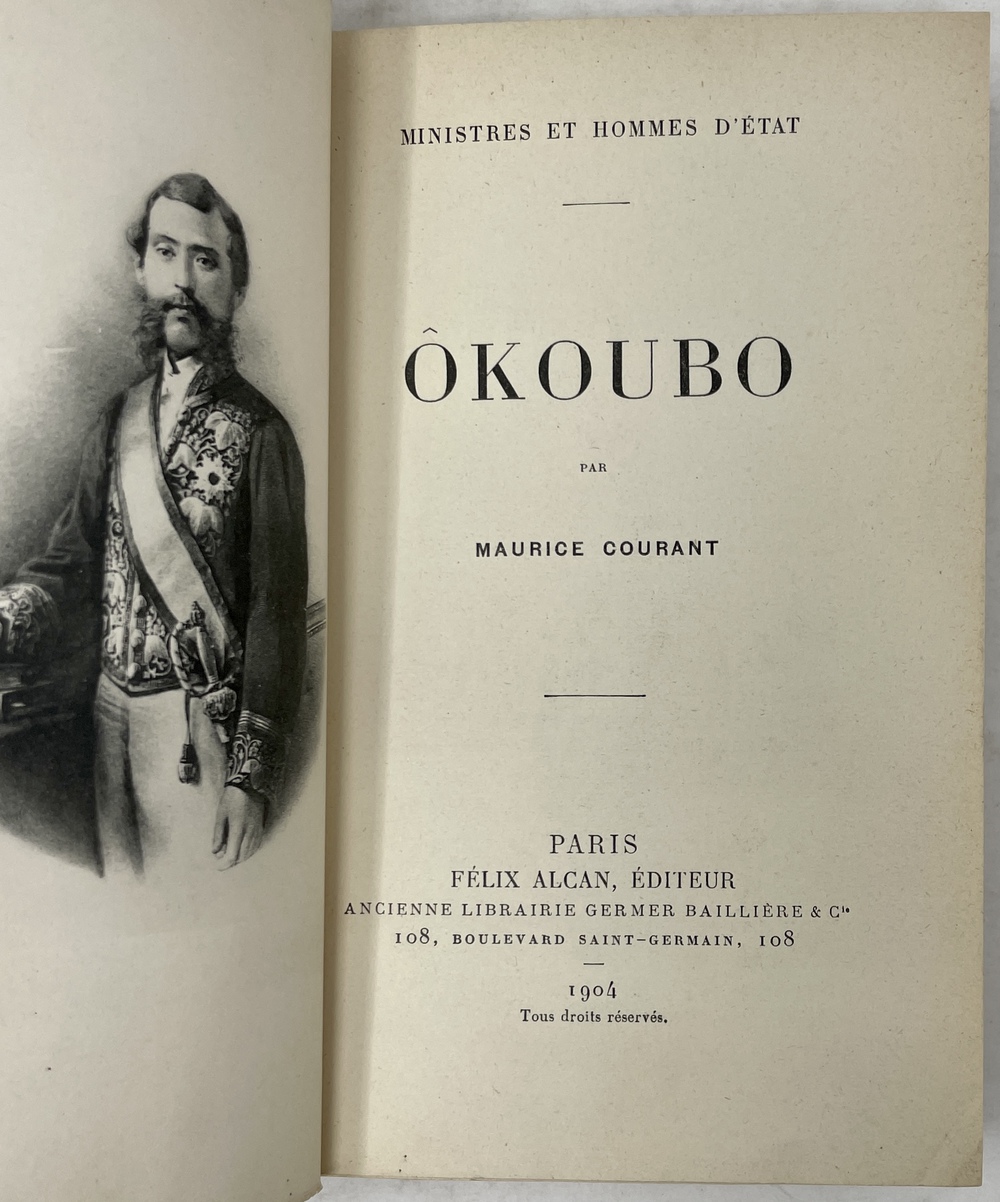 MINISTRES ET HOMMES D'ÉTAT
ÔKOUBO
PAR
MAURICE COURANT
PARIS
FÉLIX ALCAN, ÉDITEUR
ANCIENNE LIBRAIRIE GERMER BAILLIÈRE & Cie
108, BOULEVARD SAINT-GERMAIN, 108
1904
Tous droits réservés.